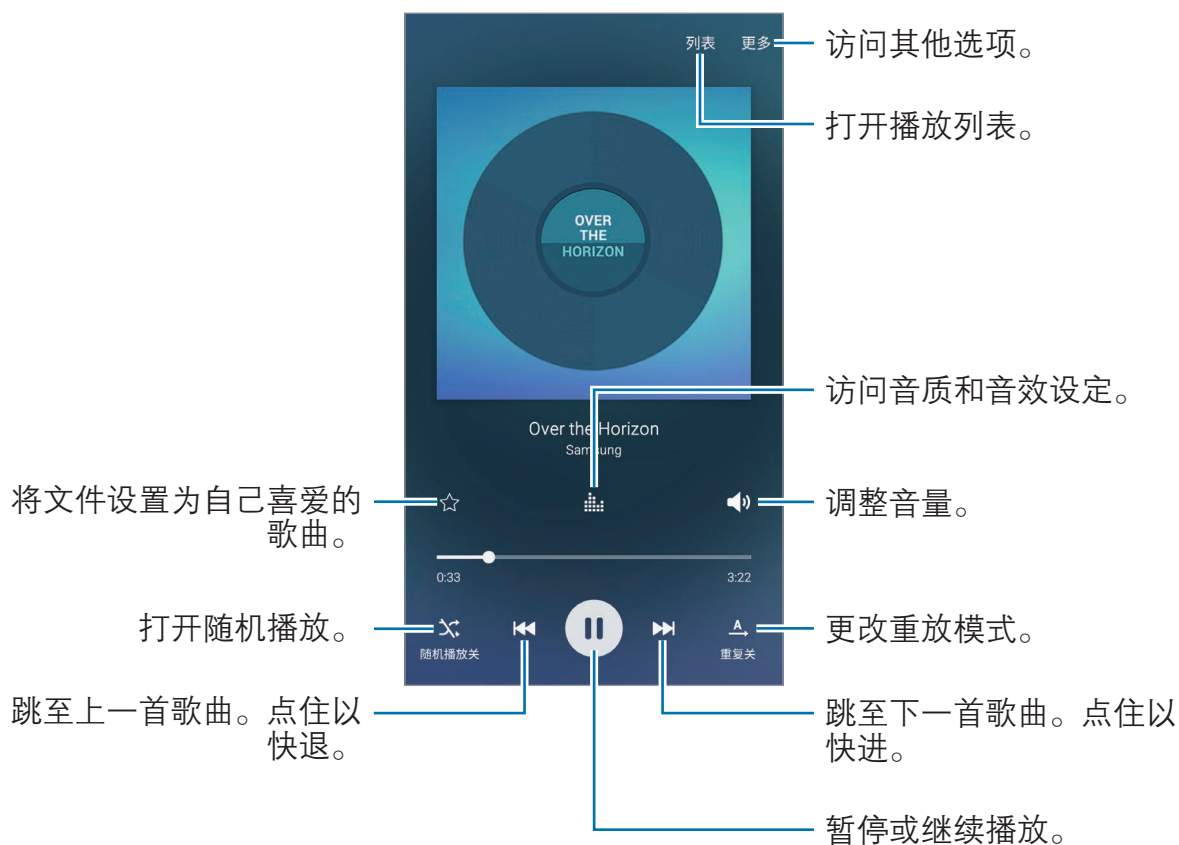 列表 更多
访问其他选项。
打开播放列表。
OVER
THE
HORIZON
访问音质和音效设定。
Over the Horizon
Samsung
将文件设置为自己喜爱的
歌曲。
调整音量。
0:33 3:22
打开随机播放。
A
更改重放模式。
随机播放关 重复关
跳至上一首歌曲。点住以
快退。
跳至下一首歌曲。点住以
快进。
暂停或继续播放。